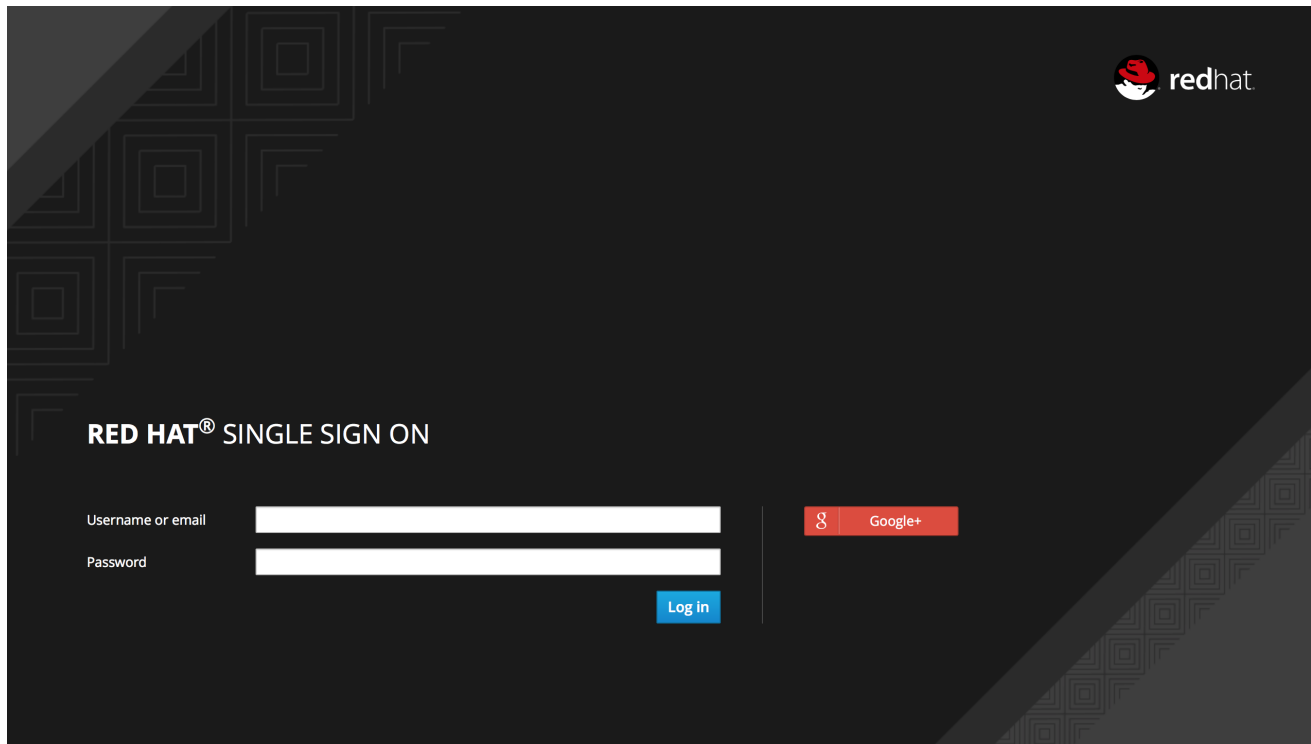 redhat.
RED HAT® SINGLE SIGN ON
Username or email
Password
Log in
g Google+